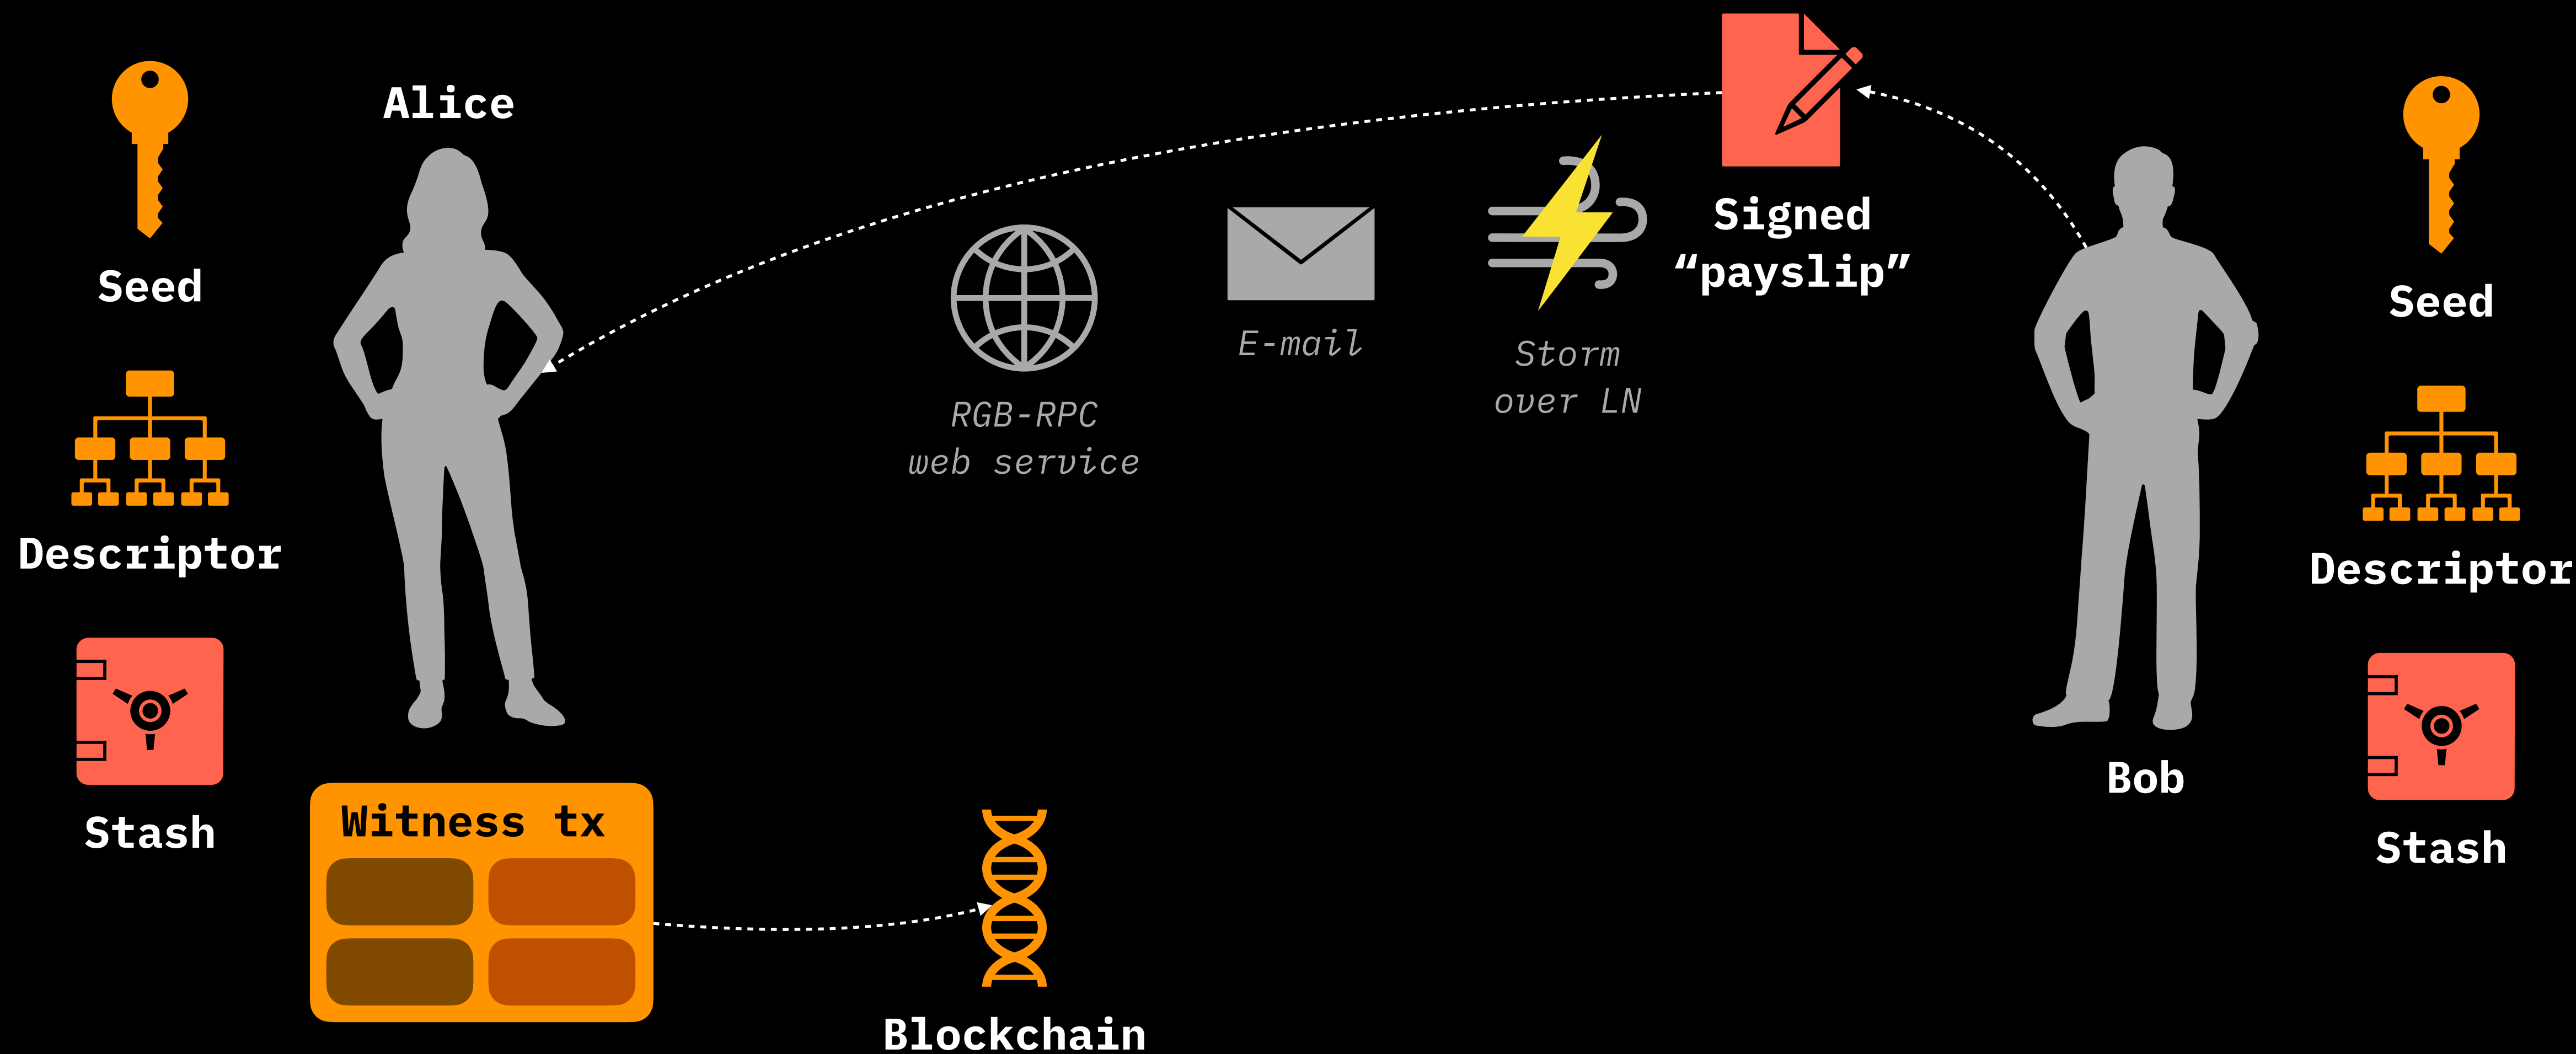 Alice
Seed
Descriptor
Stash
RGB-RPC
web service
E-mail
Storm
over LN
Signed
“payslip”
Seed
Descriptor
Stash
Bob
Witness tx
Blockchain